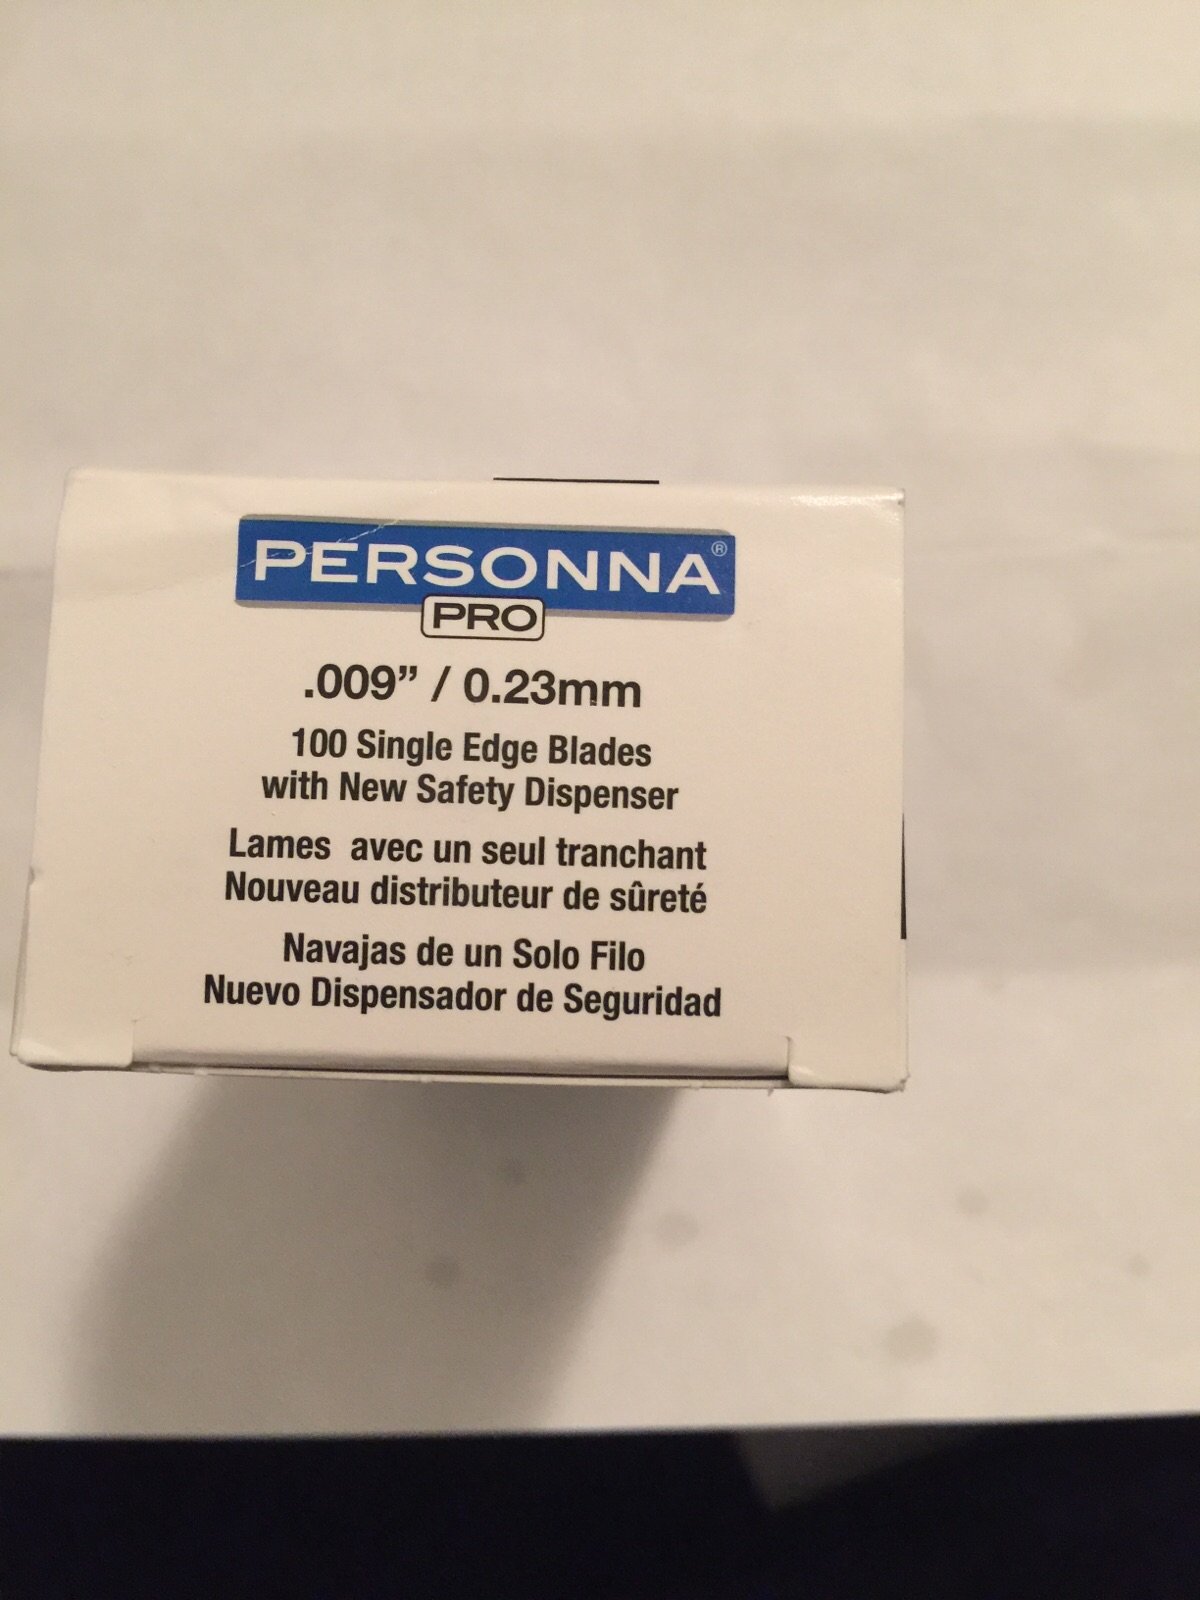 PERSONNA®
PRO
.009” / 0.23mm
100 Single Edge Blades
with New Safety Dispenser
Lames avec un seul tranchant
Nouveau distributeur de sûreté
Navajas de un Solo Filo
Nuevo Dispensador de Seguridad